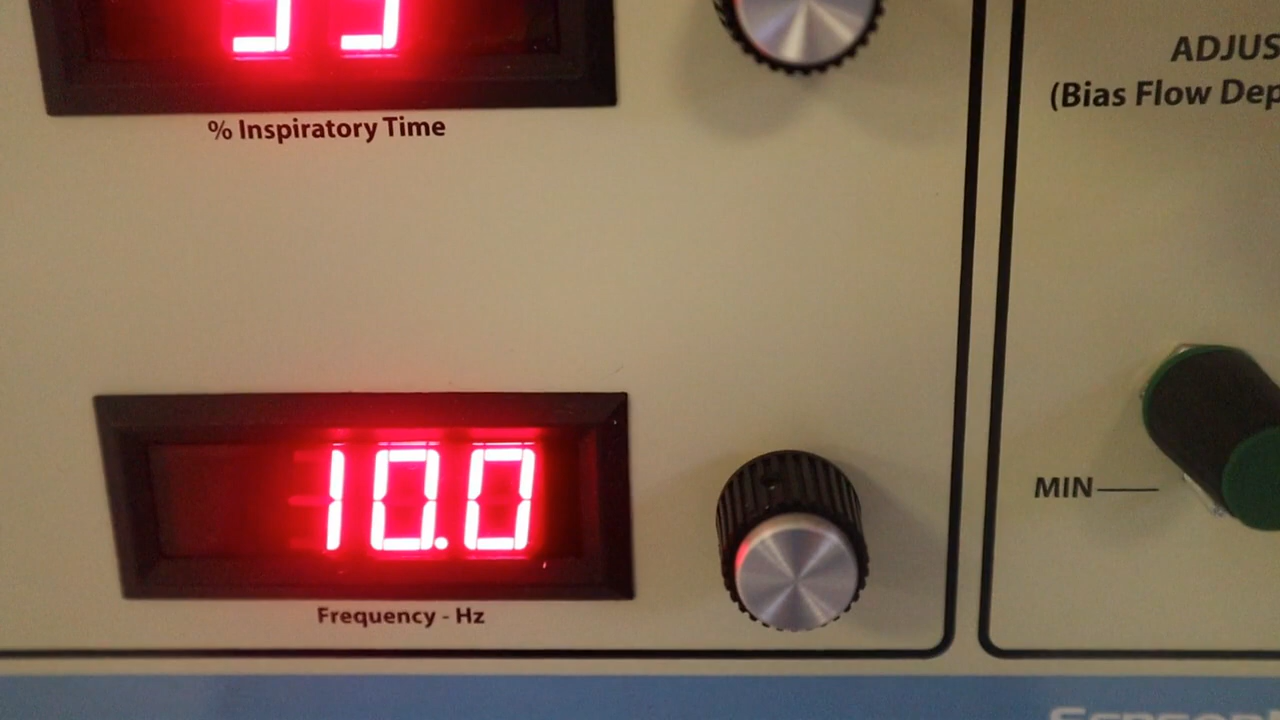 % Inspiratory Time
ADJUS
(Bias Flow Dep
10.0
MIN
Frequency - Hz